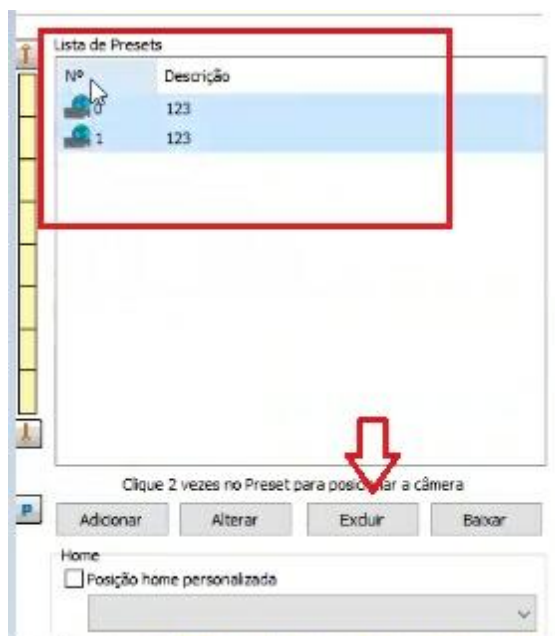 Lista de Presets
Nº Descrição
0 123
1 123
Clique 2 vezes no Preset para posicionar a câmera
P
Adicionar Alterar Excluir Baixar
Home
Posição home personalizada